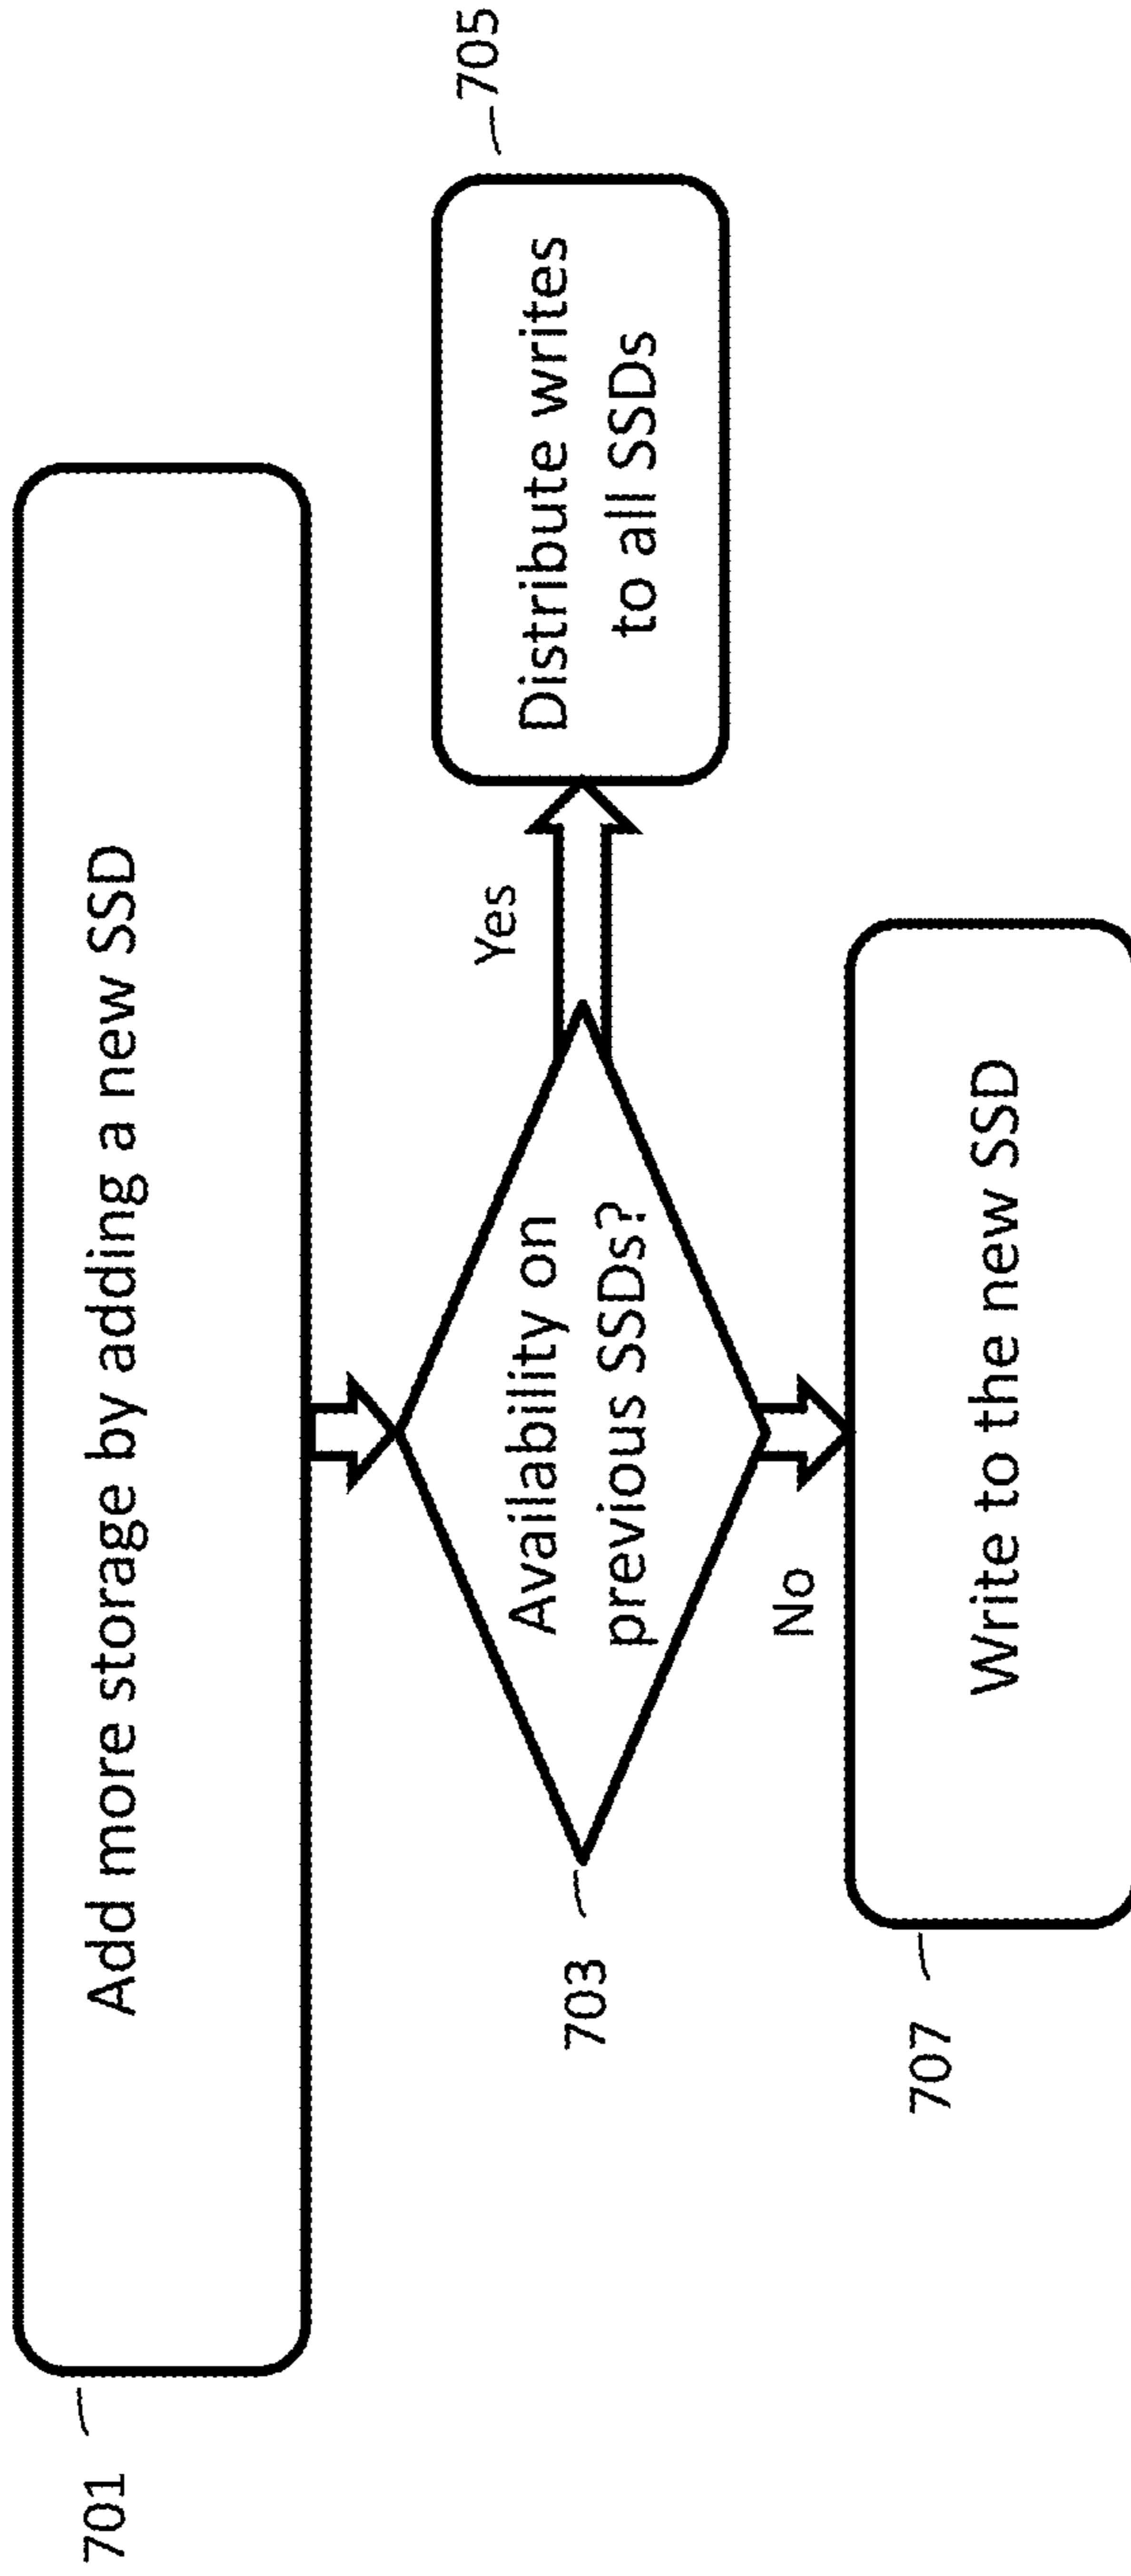 701
Add more storage by adding a new SSD
703
Availability on
previous SSDs?
Yes
705
Distribute writes
to all SSDs
No
707
Write to the new SSD